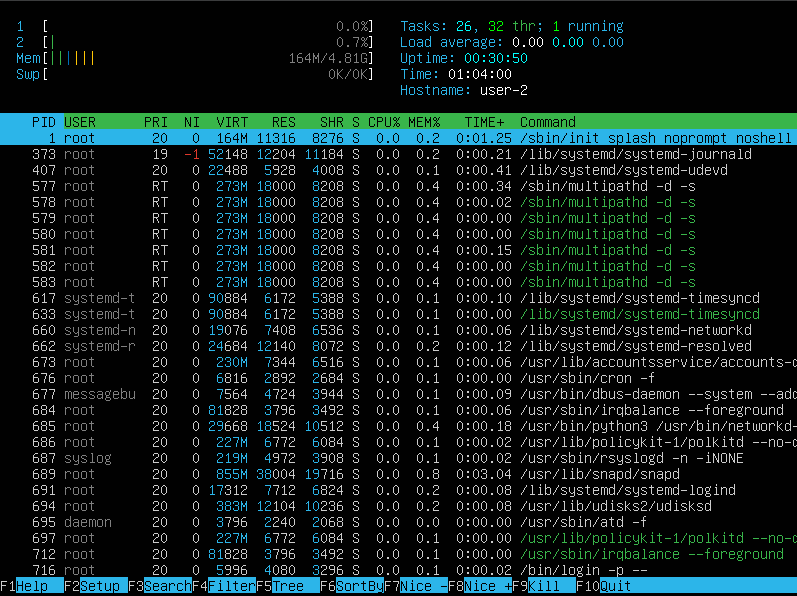 1 [ 0.0%] Tasks: 26, 32 thr; 1 running
2 [| 0.7%] Load average: 0.00 0.00 0.00
Mem[|||||| 164M/4.81G] Uptime: 00:30:50
Swp[ 0K/0K] Time: 01:04:00
Hostname: user-2
PID USER PRI NI VIRT RES SHR S CPU% MEM% TIME+ Command
1 root 20 0 164M 11316 8276 S 0.0 0.2 0:01.25 /sbin/init splash noprompt noshell
373 root 19 -1 52148 12204 11184 S 0.0 0.2 0:00.21 /lib/systemd/systemd-journald
407 root 20 0 22488 5928 4008 S 0.0 0.1 0:00.41 /lib/systemd/systemd-udevd
577 root RT 0 273M 18000 8208 S 0.0 0.4 0:00.34 /sbin/multipathd -d -s
578 root RT 0 273M 18000 8208 S 0.0 0.4 0:00.02 /sbin/multipathd -d -s
579 root RT 0 273M 18000 8208 S 0.0 0.4 0:00.00 /sbin/multipathd -d -s
580 root RT 0 273M 18000 8208 S 0.0 0.4 0:00.00 /sbin/multipathd -d -s
581 root RT 0 273M 18000 8208 S 0.0 0.4 0:00.15 /sbin/multipathd -d -s
582 root RT 0 273M 18000 8208 S 0.0 0.4 0:00.00 /sbin/multipathd -d -s
583 root RT 0 273M 18000 8208 S 0.0 0.4 0:00.00 /sbin/multipathd -d -s
617 systemd-t 20 0 90884 6172 5388 S 0.0 0.1 0:00.10 /lib/systemd/systemd-timesyncd
633 systemd-t 20 0 90884 6172 5388 S 0.0 0.1 0:00.00 /lib/systemd/systemd-timesyncd
660 systemd-n 20 0 19076 7408 6536 S 0.0 0.1 0:00.06 /lib/systemd/systemd-networkd
662 systemd-r 20 0 24684 12140 8072 S 0.0 0.2 0:00.12 /lib/systemd/systemd-resolved
673 root 20 0 230M 7344 6516 S 0.0 0.1 0:00.06 /usr/lib/accountsservice/accounts-d
676 root 20 0 6816 2892 2684 S 0.0 0.1 0:00.00 /usr/sbin/cron -f
677 messagebu 20 0 7564 4724 3944 S 0.0 0.1 0:00.09 /usr/bin/dbus-daemon --system --add
684 root 20 0 81828 3796 3492 S 0.0 0.1 0:00.06 /usr/sbin/irqbalance --foreground
685 root 20 0 29668 18524 10512 S 0.0 0.4 0:00.18 /usr/bin/python3 /usr/bin/networkd-
686 root 20 0 227M 6772 6084 S 0.0 0.1 0:00.02 /usr/lib/policykit-1/polkitd --no-d
687 syslog 20 0 219M 4972 3908 S 0.0 0.1 0:00.02 /usr/sbin/rsyslogd -n -iNONE
689 root 20 0 855M 38004 19716 S 0.0 0.8 0:03.04 /usr/lib/snapd/snapd
691 root 20 0 17312 7712 6824 S 0.0 0.2 0:00.08 /lib/systemd/systemd-logind
694 root 20 0 383M 12104 10236 S 0.0 0.2 0:00.08 /usr/lib/udisks2/udisksd
695 daemon 20 0 3796 2240 2068 S 0.0 0.0 0:00.00 /usr/sbin/atd -f
697 root 20 0 227M 6772 6084 S 0.0 0.1 0:00.00 /usr/lib/policykit-1/polkitd --no-d
712 root 20 0 81828 3796 3492 S 0.0 0.1 0:00.00 /usr/sbin/irqbalance --foreground
716 root 20 0 5996 4080 3296 S 0.0 0.1 0:00.02 /bin/login -p --
F1Help F2Setup F3SearchF4FilterF5Tree F6SortByF7Nice -F8Nice +F9Kill F10Quit